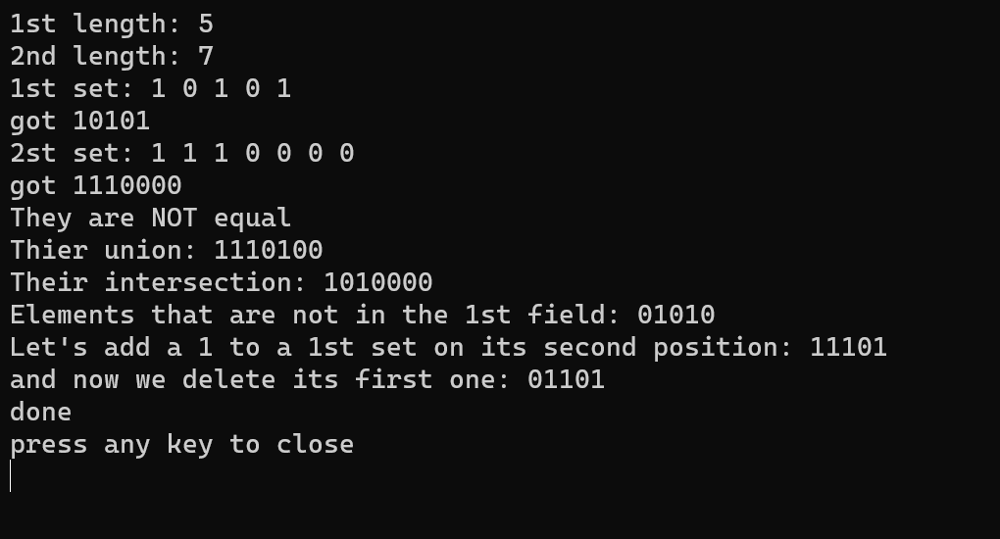 1st length: 5
2nd length: 7
1st set: 1 0 1 0 1
got 10101
2st set: 1 1 1 0 0 0 0
got 1110000
They are NOT equal
Thier union: 1110100
Their intersection: 1010000
Elements that are not in the 1st field: 01010
Let's add a 1 to a 1st set on its second position: 11101
and now we delete its first one: 01101
done
press any key to close